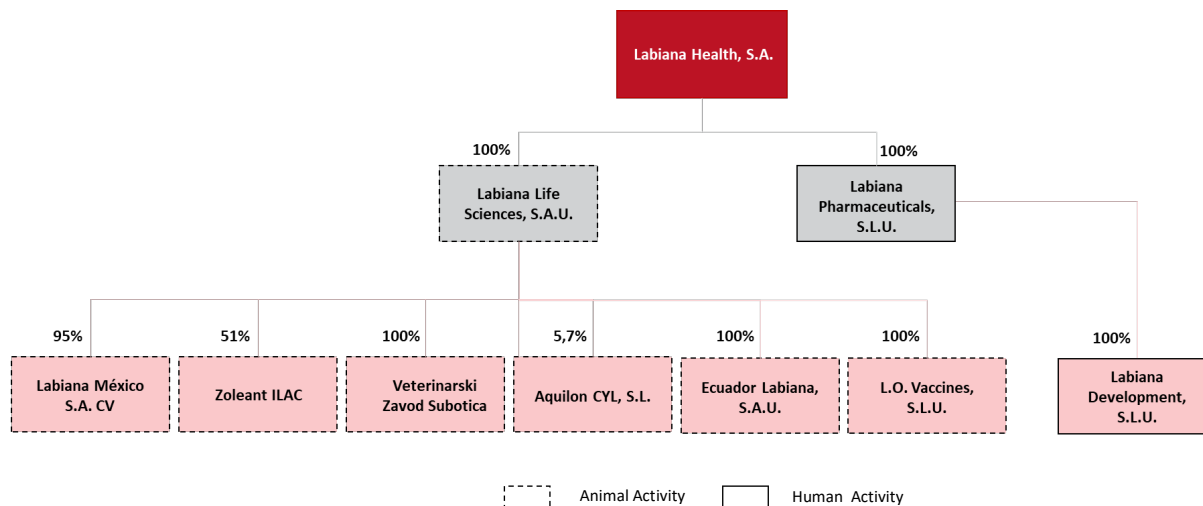 Labiana Health, S.A.
100%
100%
Labiana Life
Sciences, S.A.U.
Labiana
Pharmaceuticals,
S.L.U.
95%
51%
100%
5,7%
100%
100%
100%
Labiana México
S.A. CV
Zoleant ILAC
Veterinarski
Zavod Subotica
Aquilon CYL, S.L.
Ecuador Labiana,
S.A.U.
L.O. Vaccines,
S.L.U.
Labiana
Development,
S.L.U.
Animal Activity
Human Activity